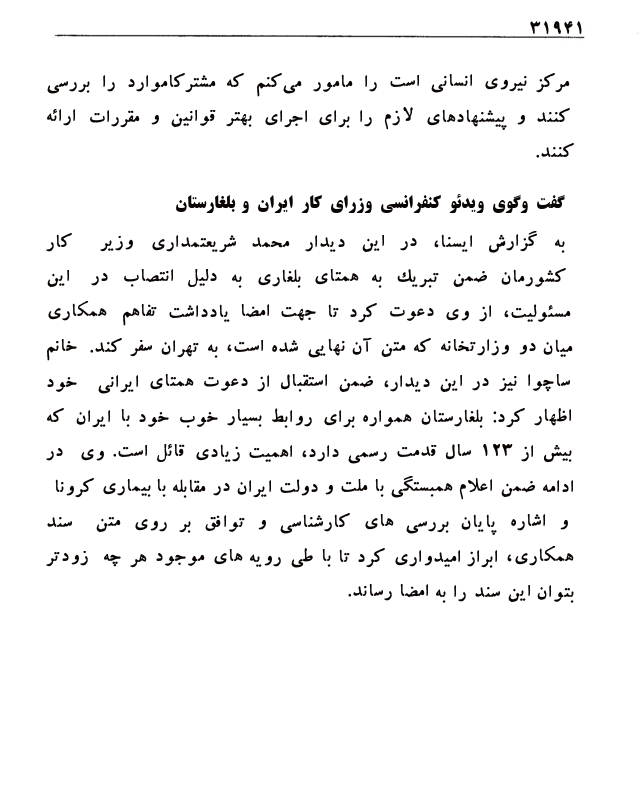 ۳۱۹۴۱
مرکز نیروی انسانی است را مامور می‌کنم که مشترکاموارد را بررسی
کنند و پیشنهادهای لازم را برای اجرای بهتر قوانین و مقررات ارائه
کنند.
گفت وگوی ویدئو کنفرانسی وزرای کار ایران و بلغارستان
به گزارش ایسنا، در این دیدار محمد شریعتمداری وزیر کار
کشورمان ضمن تبریك به همتای بلغاری به دلیل انتصاب در این
مسئولیت، از وی دعوت کرد تا جهت امضا یادداشت تفاهم همکاری
میان دو وزارتخانه که متن آن نهایی شده است، به تهران سفر کند. خانم
ساچوا نیز در این دیدار، ضمن استقبال از دعوت همتای ایرانی خود
اظهار کرد: بلغارستان همواره برای روابط بسیار خوب خود با ایران که
بیش از ۱۲۳ سال قدمت رسمی دارد، اهمیت زیادی قائل است. وی در
ادامه ضمن اعلام همبستگی با ملت و دولت ایران در مقابله با بیماری کرونا
و اشاره پایان بررسی های کارشناسی و توافق بر روی متن سند
همکاری، ابراز امیدواری کرد تا با طی رویه های موجود هر چه زودتر
بتوان این سند را به امضا رساند.